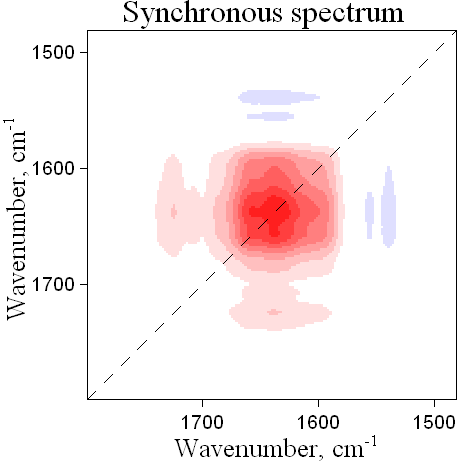 Synchronous spectrum
1500
1600
1700
Wavenumber, cm-1
1700 1600 1500
Wavenumber, cm-1